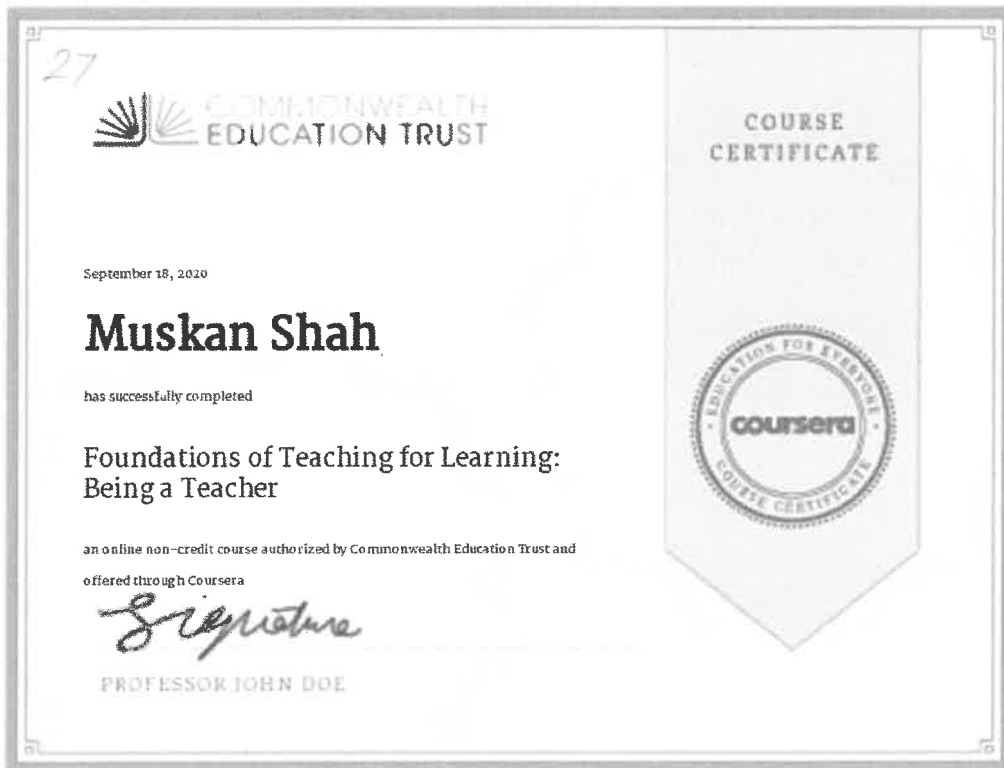 27
COMMONWEALTH
EDUCATION TRUST
COURSE
CERTIFICATE
September 18, 2020
Muskan Shah
has successfully completed
Foundations of Teaching for Learning:
Being a Teacher
an online non-credit course authorized by Commonwealth Education Trust and
offered through Coursera
Signature
PROFESSOR JOHN DOE
EDUCATION FOR EVERYONE
coursera
COURSE CERTIFICATE